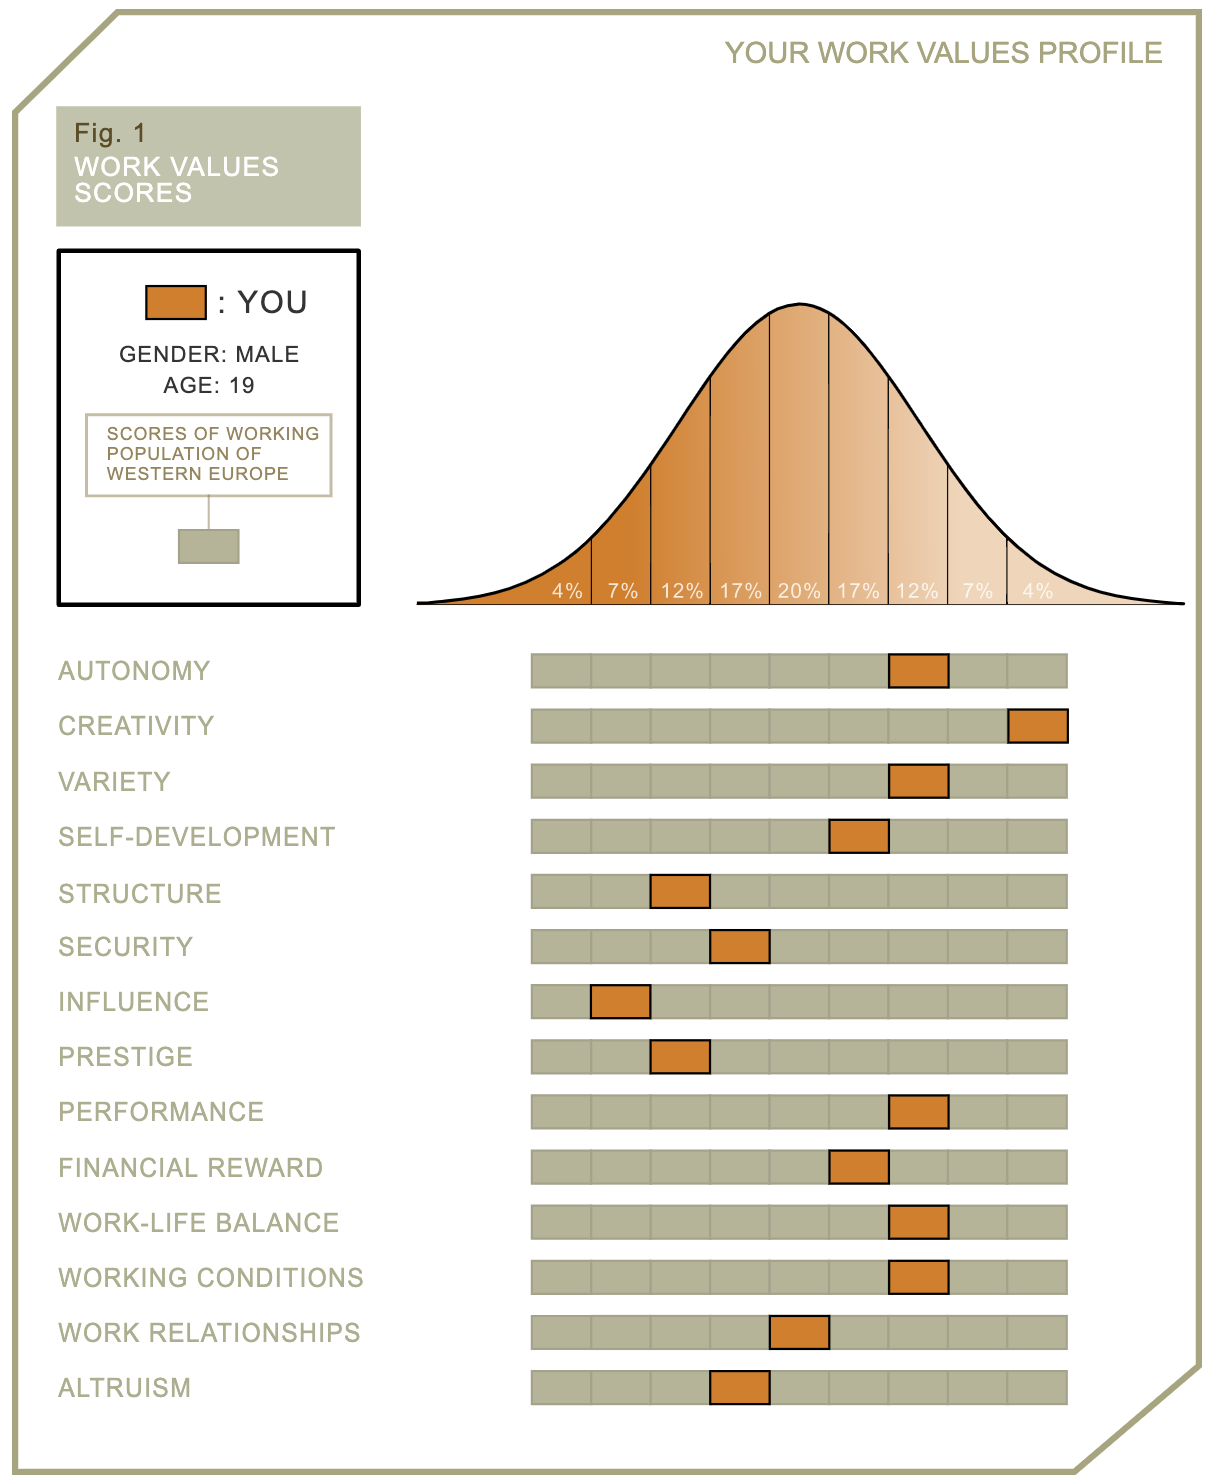 YOUR WORK VALUES PROFILE
Fig. 1
WORK VALUES
SCORES
: YOU
GENDER: MALE
AGE: 19
SCORES OF WORKING
POPULATION OF
WESTERN EUROPE
4% 7% 12% 17% 20% 17% 12% 7% 4%
AUTONOMY
CREATIVITY
VARIETY
SELF-DEVELOPMENT
STRUCTURE
SECURITY
INFLUENCE
PRESTIGE
PERFORMANCE
FINANCIAL REWARD
WORK-LIFE BALANCE
WORKING CONDITIONS
WORK RELATIONSHIPS
ALTRUISM